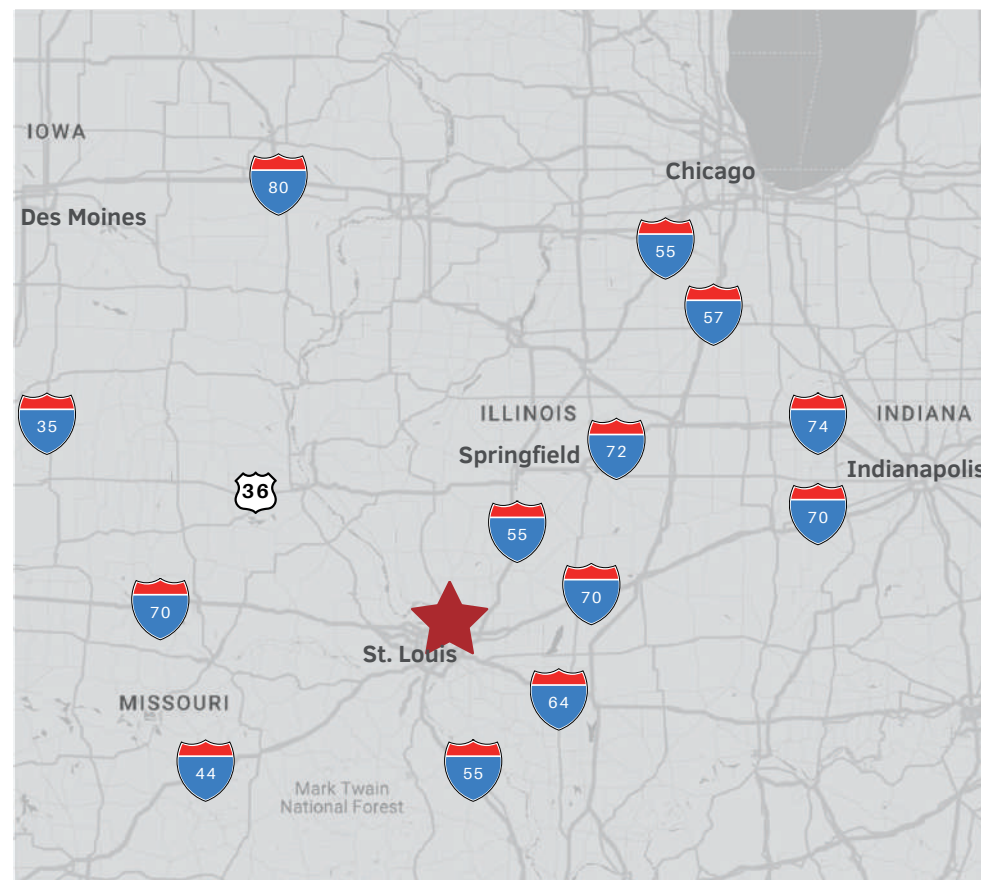 IOWA
Chicago
80
Des Moines
55
57
35
ILLINOIS
74
INDIANA
72
Springfield
Indianapolis
36
70
55
70
70
St. Louis
64
MISSOURI
44
55
Mark Twain
National Forest